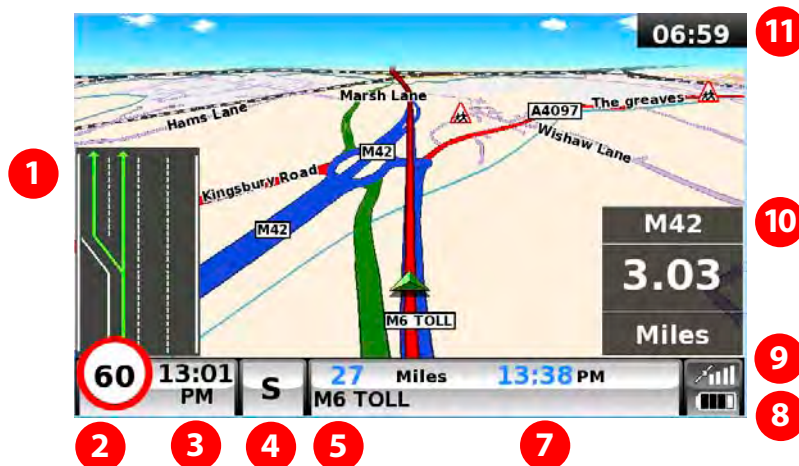 06:59
11
Marsh Lane
The greaves
A4097
Hams Lane
Wishaw Lane
M42
1
Kingsbury Road
M42
M42
10
3.03
Miles
M6 TOLL
60
13:01
PM
S
27 Miles 13:38 PM
M6 TOLL
9
8
2
3
4
5
7